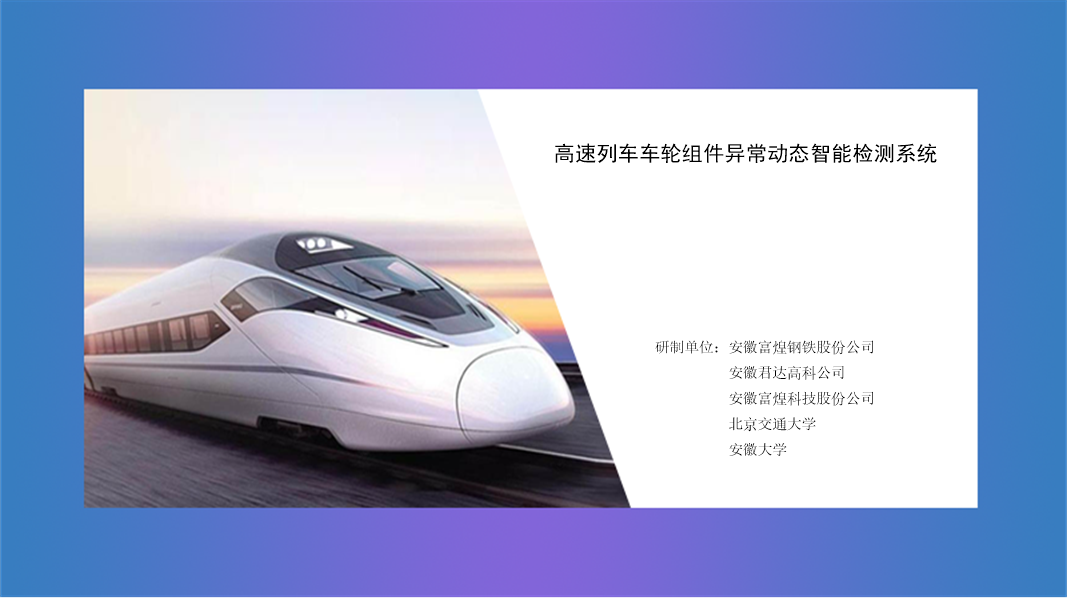 高速列车车轮组件异常动态智能检测系统
研制单位：安徽富煌钢铁股份公司
安徽君达高科公司
安徽富煌科技股份公司
北京交通大学
安徽大学